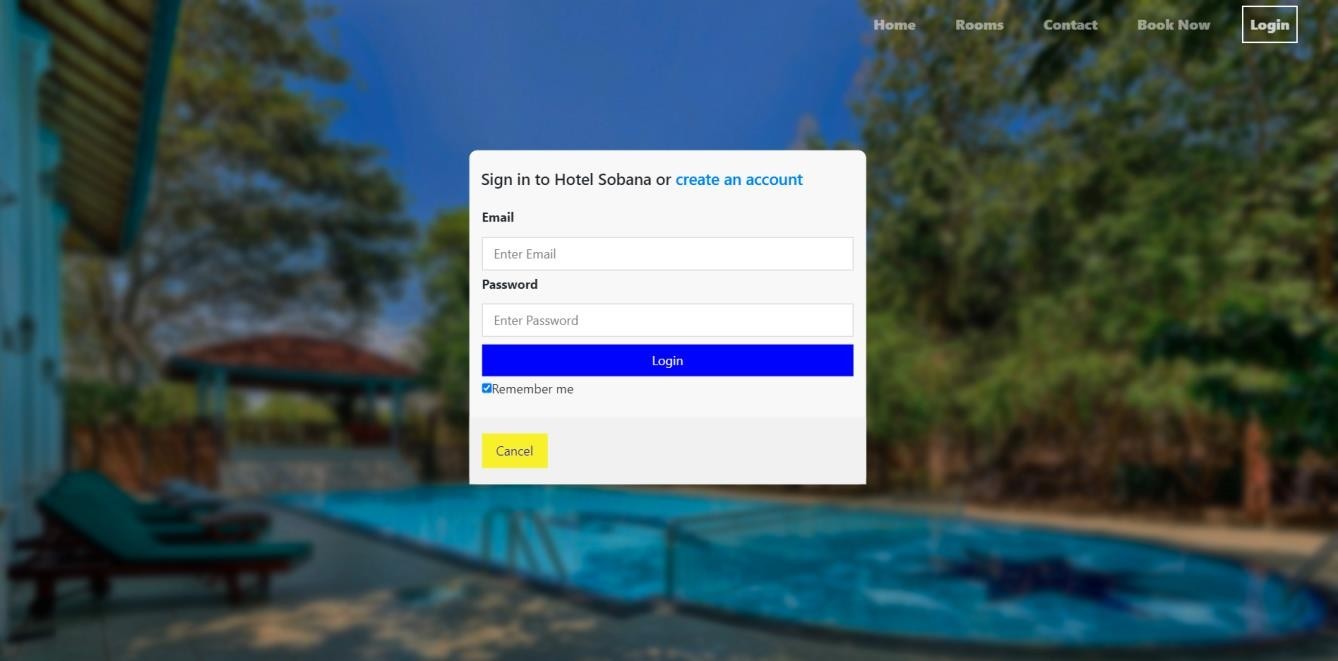 Home Rooms Contact Book Now Login
Sign in to Hotel Sobana or create an account
Email
Enter Email
Password
Enter Password
Login
Remember me
Cancel